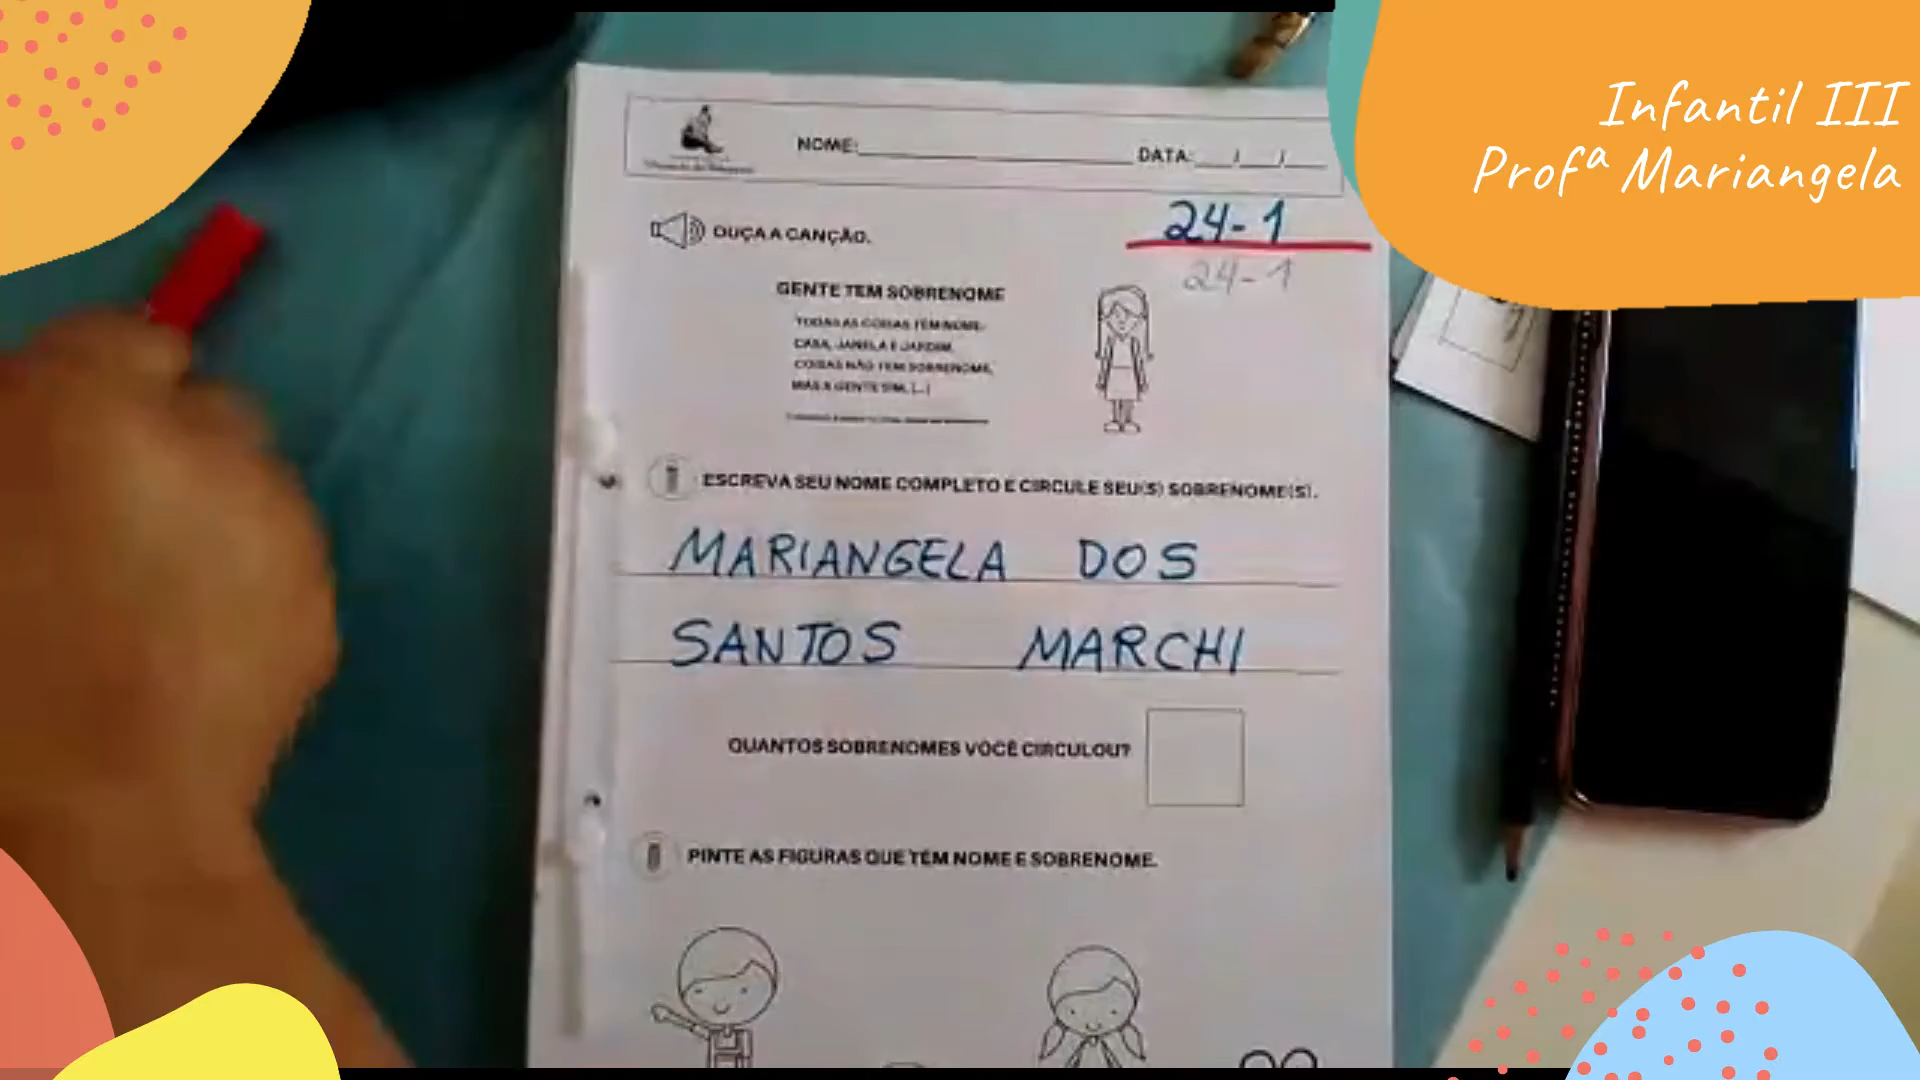 Infantil III
Profª Mariangela
NOME:
DATA: / /
24-1
24-1
OUÇA A CANÇÃO.
GENTE TEM SOBRENOME
TODAS AS COISAS TÊM NOME:
CASA, JANELA E JARDIM.
COISAS NÃO TEM SOBRENOME,
MAS A GENTE SIM. [...]
ESCREVA SEU NOME COMPLETO E CIRCULE SEU(S) SOBRENOME(S).
MARIANGELA DOS
SANTOS MARCHI
QUANTOS SOBRENOMES VOCÊ CIRCULOU?
PINTE AS FIGURAS QUE TÊM NOME E SOBRENOME.